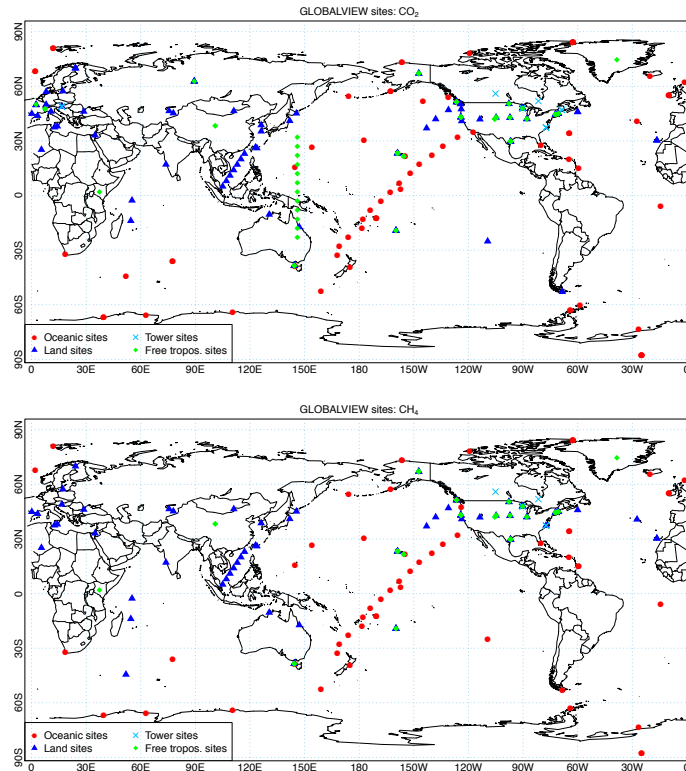 GLOBALVIEW sites: CO2
90N
60N
30N
0
30S
60S
90S
Oceanic sites
Land sites
Tower sites
Free tropos. sites
0 30E 60E 90E 120E 150E 180 150W 120W 90W 60W 30W 0
GLOBALVIEW sites: CH4
90N
60N
30N
0
30S
60S
90S
Oceanic sites
Land sites
Tower sites
Free tropos. sites
0 30E 60E 90E 120E 150E 180 150W 120W 90W 60W 30W 0